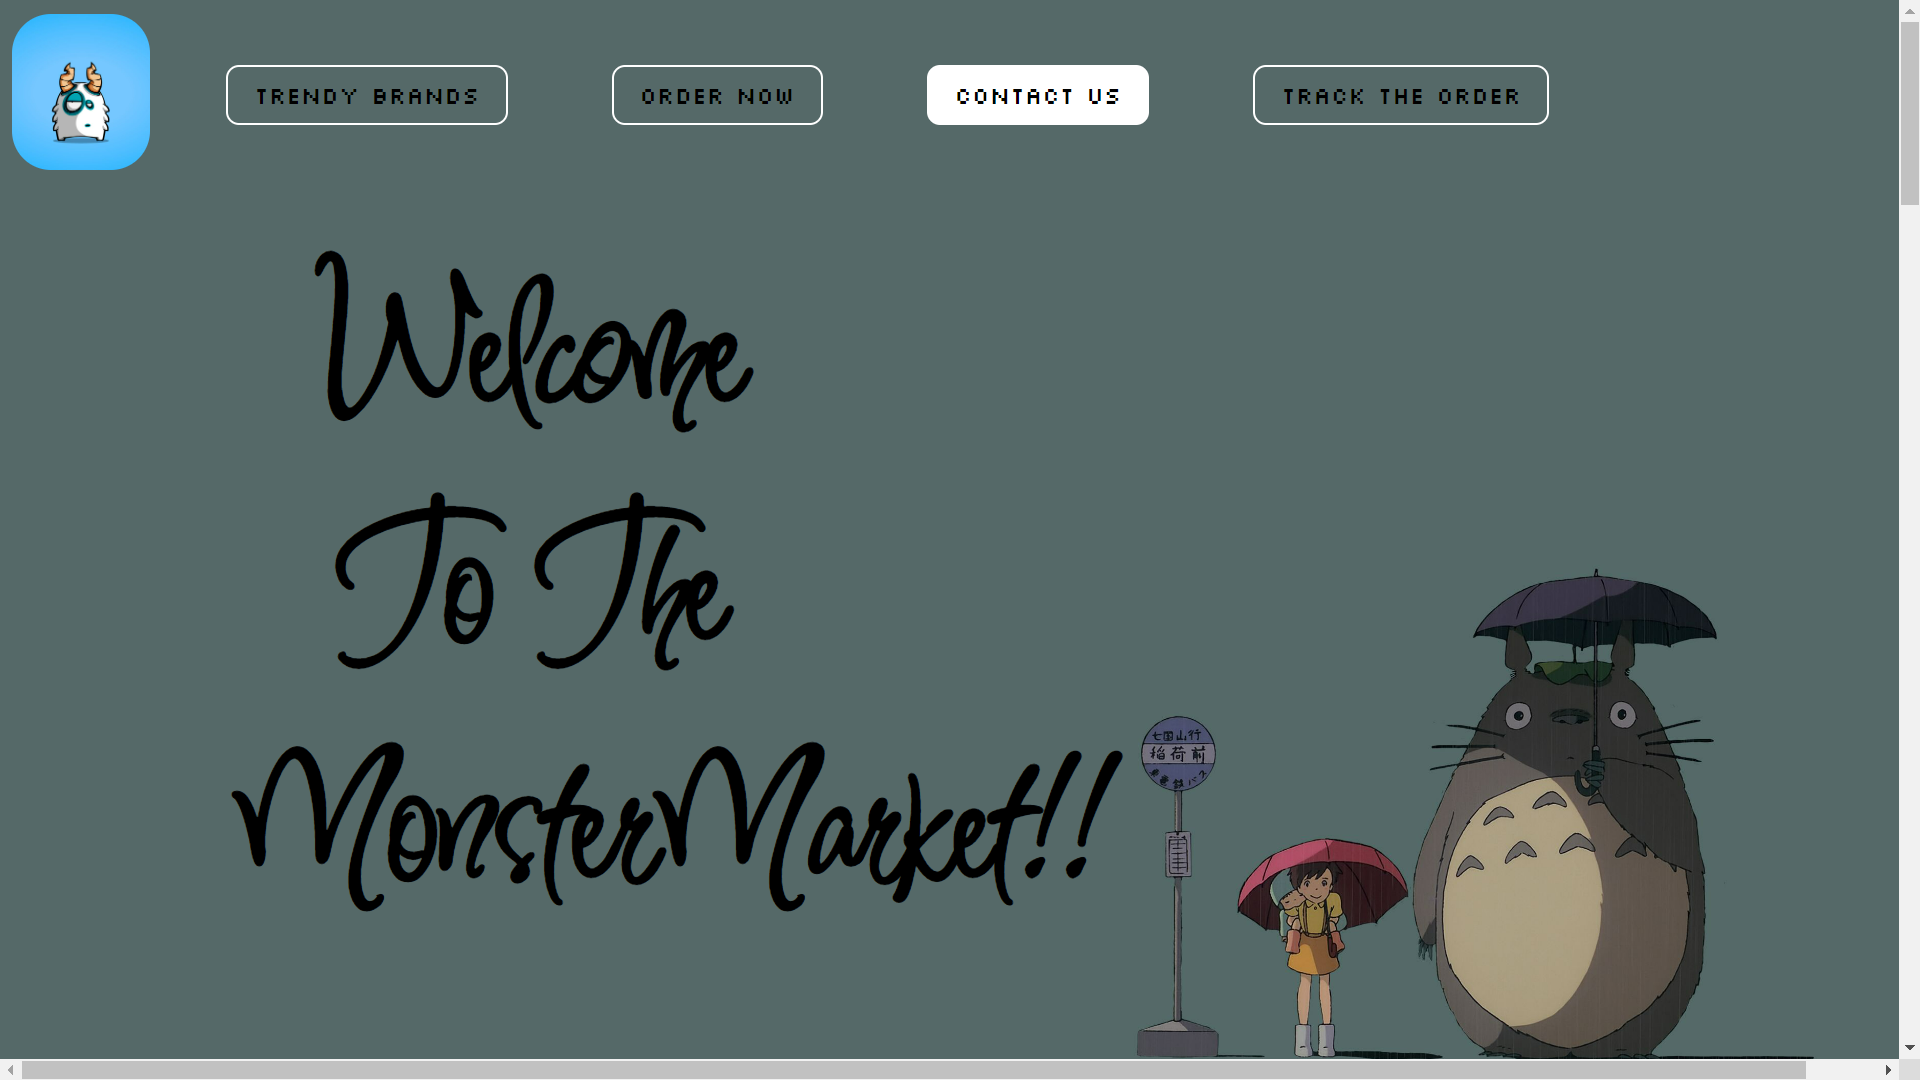 TRENDY BRANDS
ORDER NOW
CONTACT US
TRACK THE ORDER
Welcome
To The
MonsterMarket!!
七国山行
稲荷前